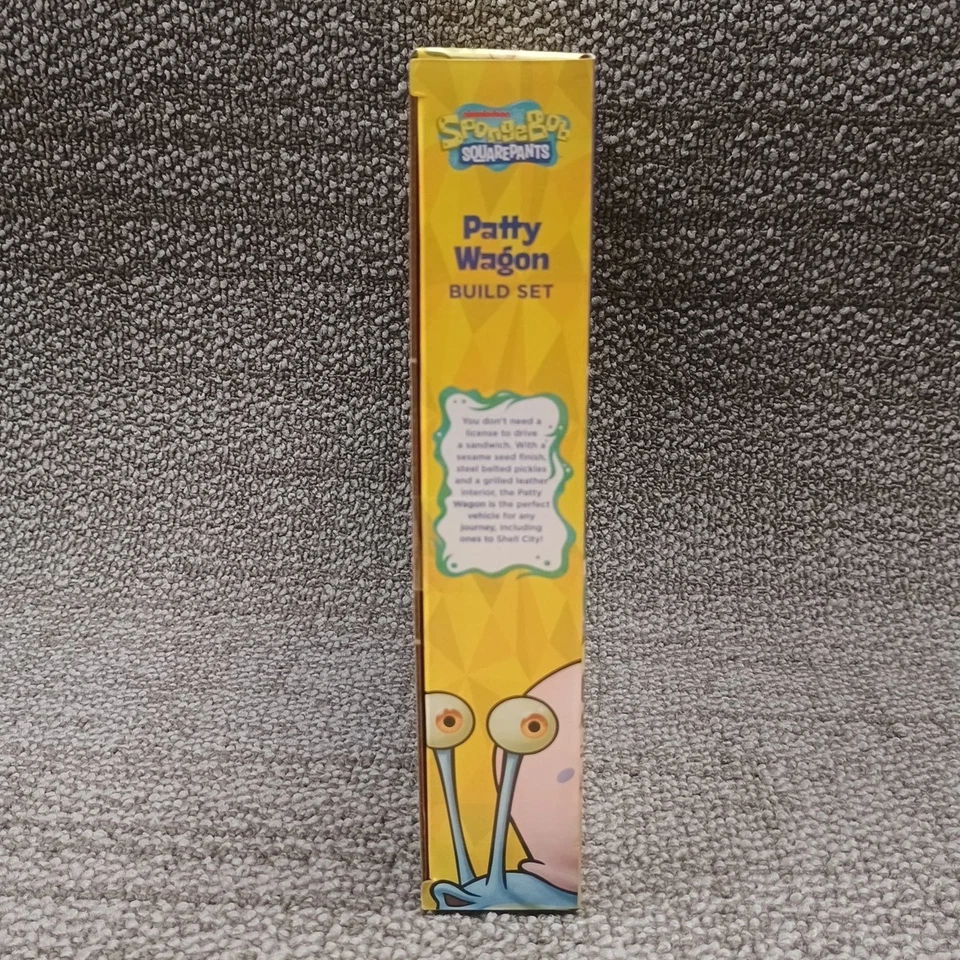 nickelodeon
SpongeBob
SQUAREPANTS
Patty
Wagon
BUILD SET
You don't need a
license to drive
a sandwich. With a
sesame seed finish,
steel belted pickles
and a grilled leather
interior, the Patty
Wagon is the perfect
vehicle for any
journey, including
ones to Shell City!